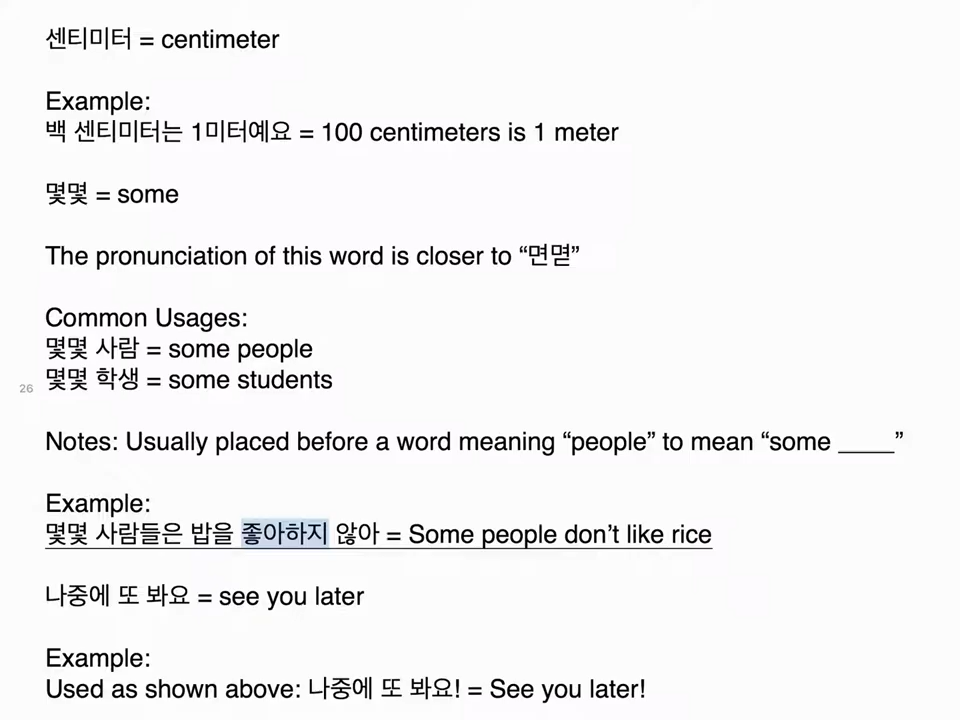 센티미터 = centimeter
Example:
백 센티미터는 1미터예요 = 100 centimeters is 1 meter
몇몇 = some
The pronunciation of this word is closer to “면멷”
Common Usages:
몇몇 사람 = some people
26 몇몇 학생 = some students
Notes: Usually placed before a word meaning “people” to mean “some ____”
Example:
몇몇 사람들은 밥을 좋아하지 않아 = Some people don’t like rice
나중에 또 봐요 = see you later
Example:
Used as shown above: 나중에 또 봐요! = See you later!